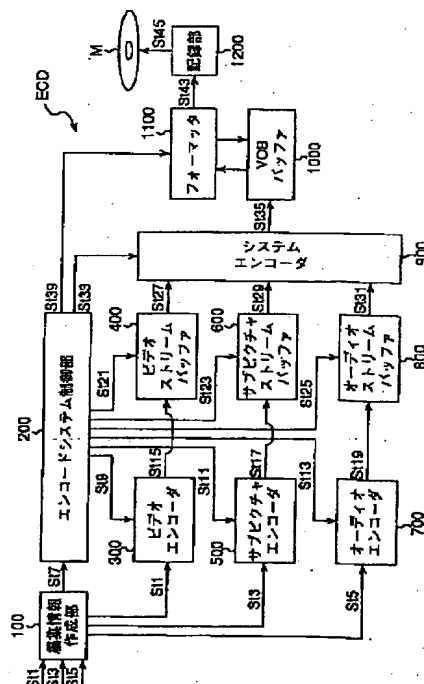 ECD
M
St45
記録部
1200
St43
1100
フォーマッタ
VOB
バッファ
1000
St35
St39
St33
システム
エンコーダ
900
200
エンコードシステム制御部
St21
400
St27
ビデオ
ストリーム
バッファ
St23
600
St29
サブピクチャ
ストリーム
バッファ
St25
St31
オーディオ
ストリーム
バッファ
800
St9
St15
300
ビデオ
エンコーダ
St11
St17
500
サブピクチャ
エンコーダ
St13
St19
オーディオ
エンコーダ
700
St7
100
編集情報
作成部
St1
St3
St5
St1
St3
St5